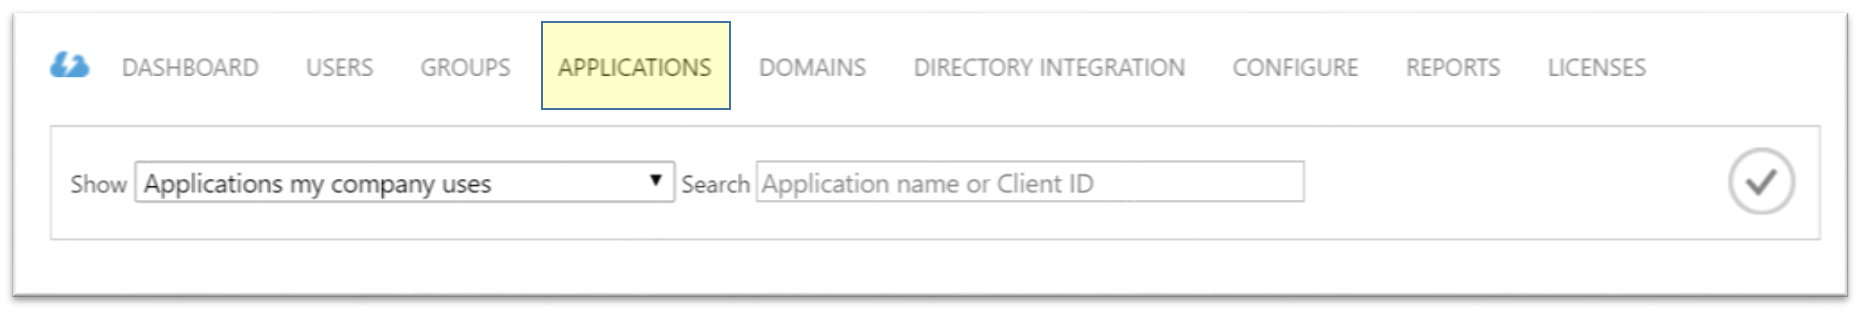 DASHBOARD USERS GROUPS APPLICATIONS DOMAINS DIRECTORY INTEGRATION CONFIGURE REPORTS LICENSES
Show Applications my company uses Search Application name or Client ID